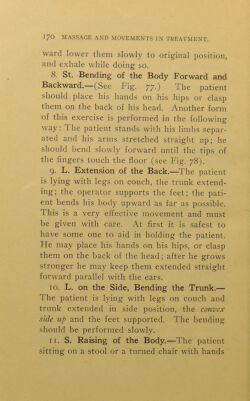 170 MASSAGE AND MOVEMENTS IN TREATMENT.
ward lower them slowly to original position,
and exhale while doing so.
8. St. Bending of the Body Forward and
Backward.—(See Fig. 77.) The patient
should place his hands on his hips or clasp
them on the back of his head. Another form
of this exercise is performed in the following
way: The patient stands with his limbs separ-
ated and his arms stretched straight up; he
should bend slowly forward until the tips of
the fingers touch the floor (see Fig. 78).
9. L. Extension of the Back.—The patient
is lying with legs on couch, the trunk extend-
ing; the operator supports the feet; the pati-
ent bends his body upward as far as possible.
This is a very effective movement and must
be given with care. At first it is safest to
have some one to aid in holding the patient.
He may place his hands on his hips, or clasp
them on the back of the head; after he grows
stronger he may keep them extended straight
forward parallel with the ears.
10. L. on the Side, Bending the Trunk.—
The patient is lying with legs on couch and
trunk extended in side position, the convex
side up and the feet supported. The bending
should be performed slowly.
11. S. Raising of the Body.—The patient
sitting on a stool or a turned chair with hands